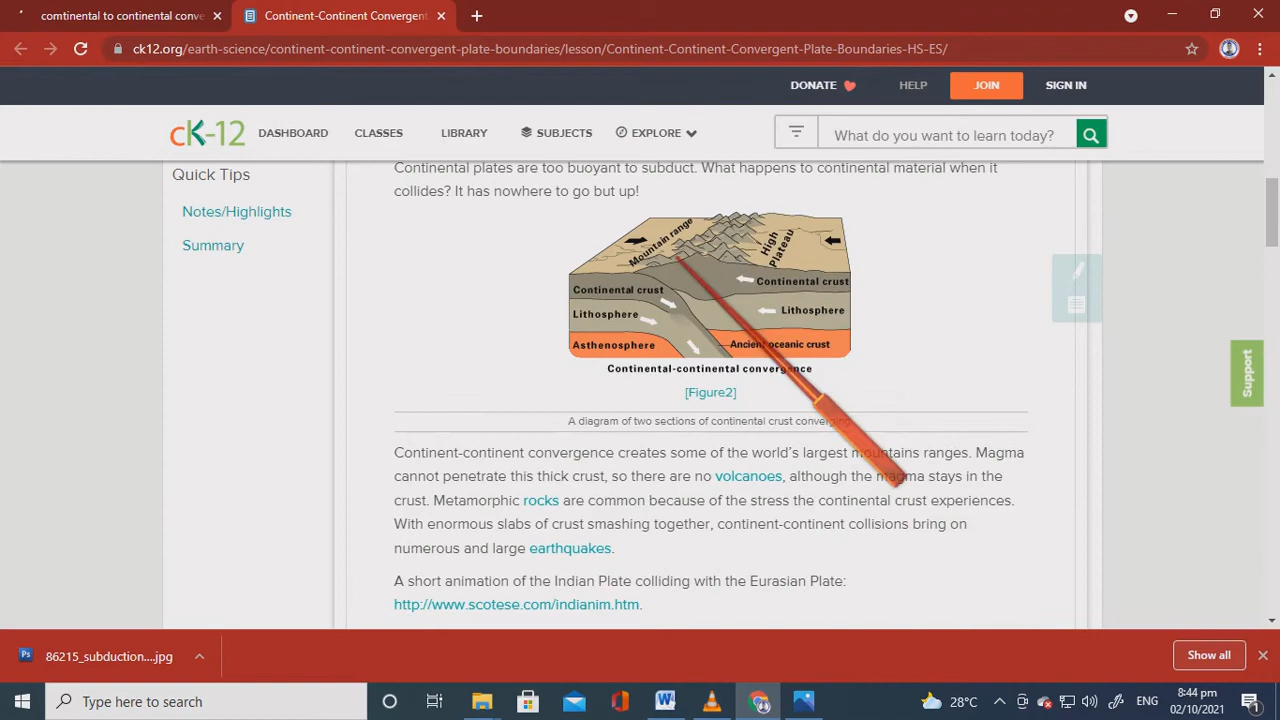 comtinental to continental conve
Continent-Continent Convergent
ck12.org/earth-science/continent-continent-convergent-plate-boundaries/lesson/Continent-Continent-Convergent-Plate-Boundaries-HS-ES/
DONATE HELP JOIN SIGN IN
cK-12 DASHBOARD CLASSES LIBRARY SUBJECTS EXPLORE What do you want to learn today?
Quick Tips
Notes/Highlights
Summary
Continental plates are too buoyant to subduct. What happens to continental material when it
collides? It has nowhere to go but up!
Mountain range
High Plateau
Continental crust
Continental crust
Lithosphere
Lithosphere
Asthenosphere
Ancient oceanic crust
Continental-continental convergence
[Figure2]
A diagram of two sections of continental crust converging
Continent-continent convergence creates some of the world's largest mountains ranges. Magma
cannot penetrate this thick crust, so there are no volcanoes, although the magma stays in the
crust. Metamorphic rocks are common because of the stress the continental crust experiences.
With enormous slabs of crust smashing together, continent-continent collisions bring on
numerous and large earthquakes.
A short animation of the Indian Plate colliding with the Eurasian Plate:
http://www.scotese.com/indianim.htm.
Support
86215_subduction....jpg
Show all
Type here to search
28°C
ENG
8:44 pm
02/10/2021
1